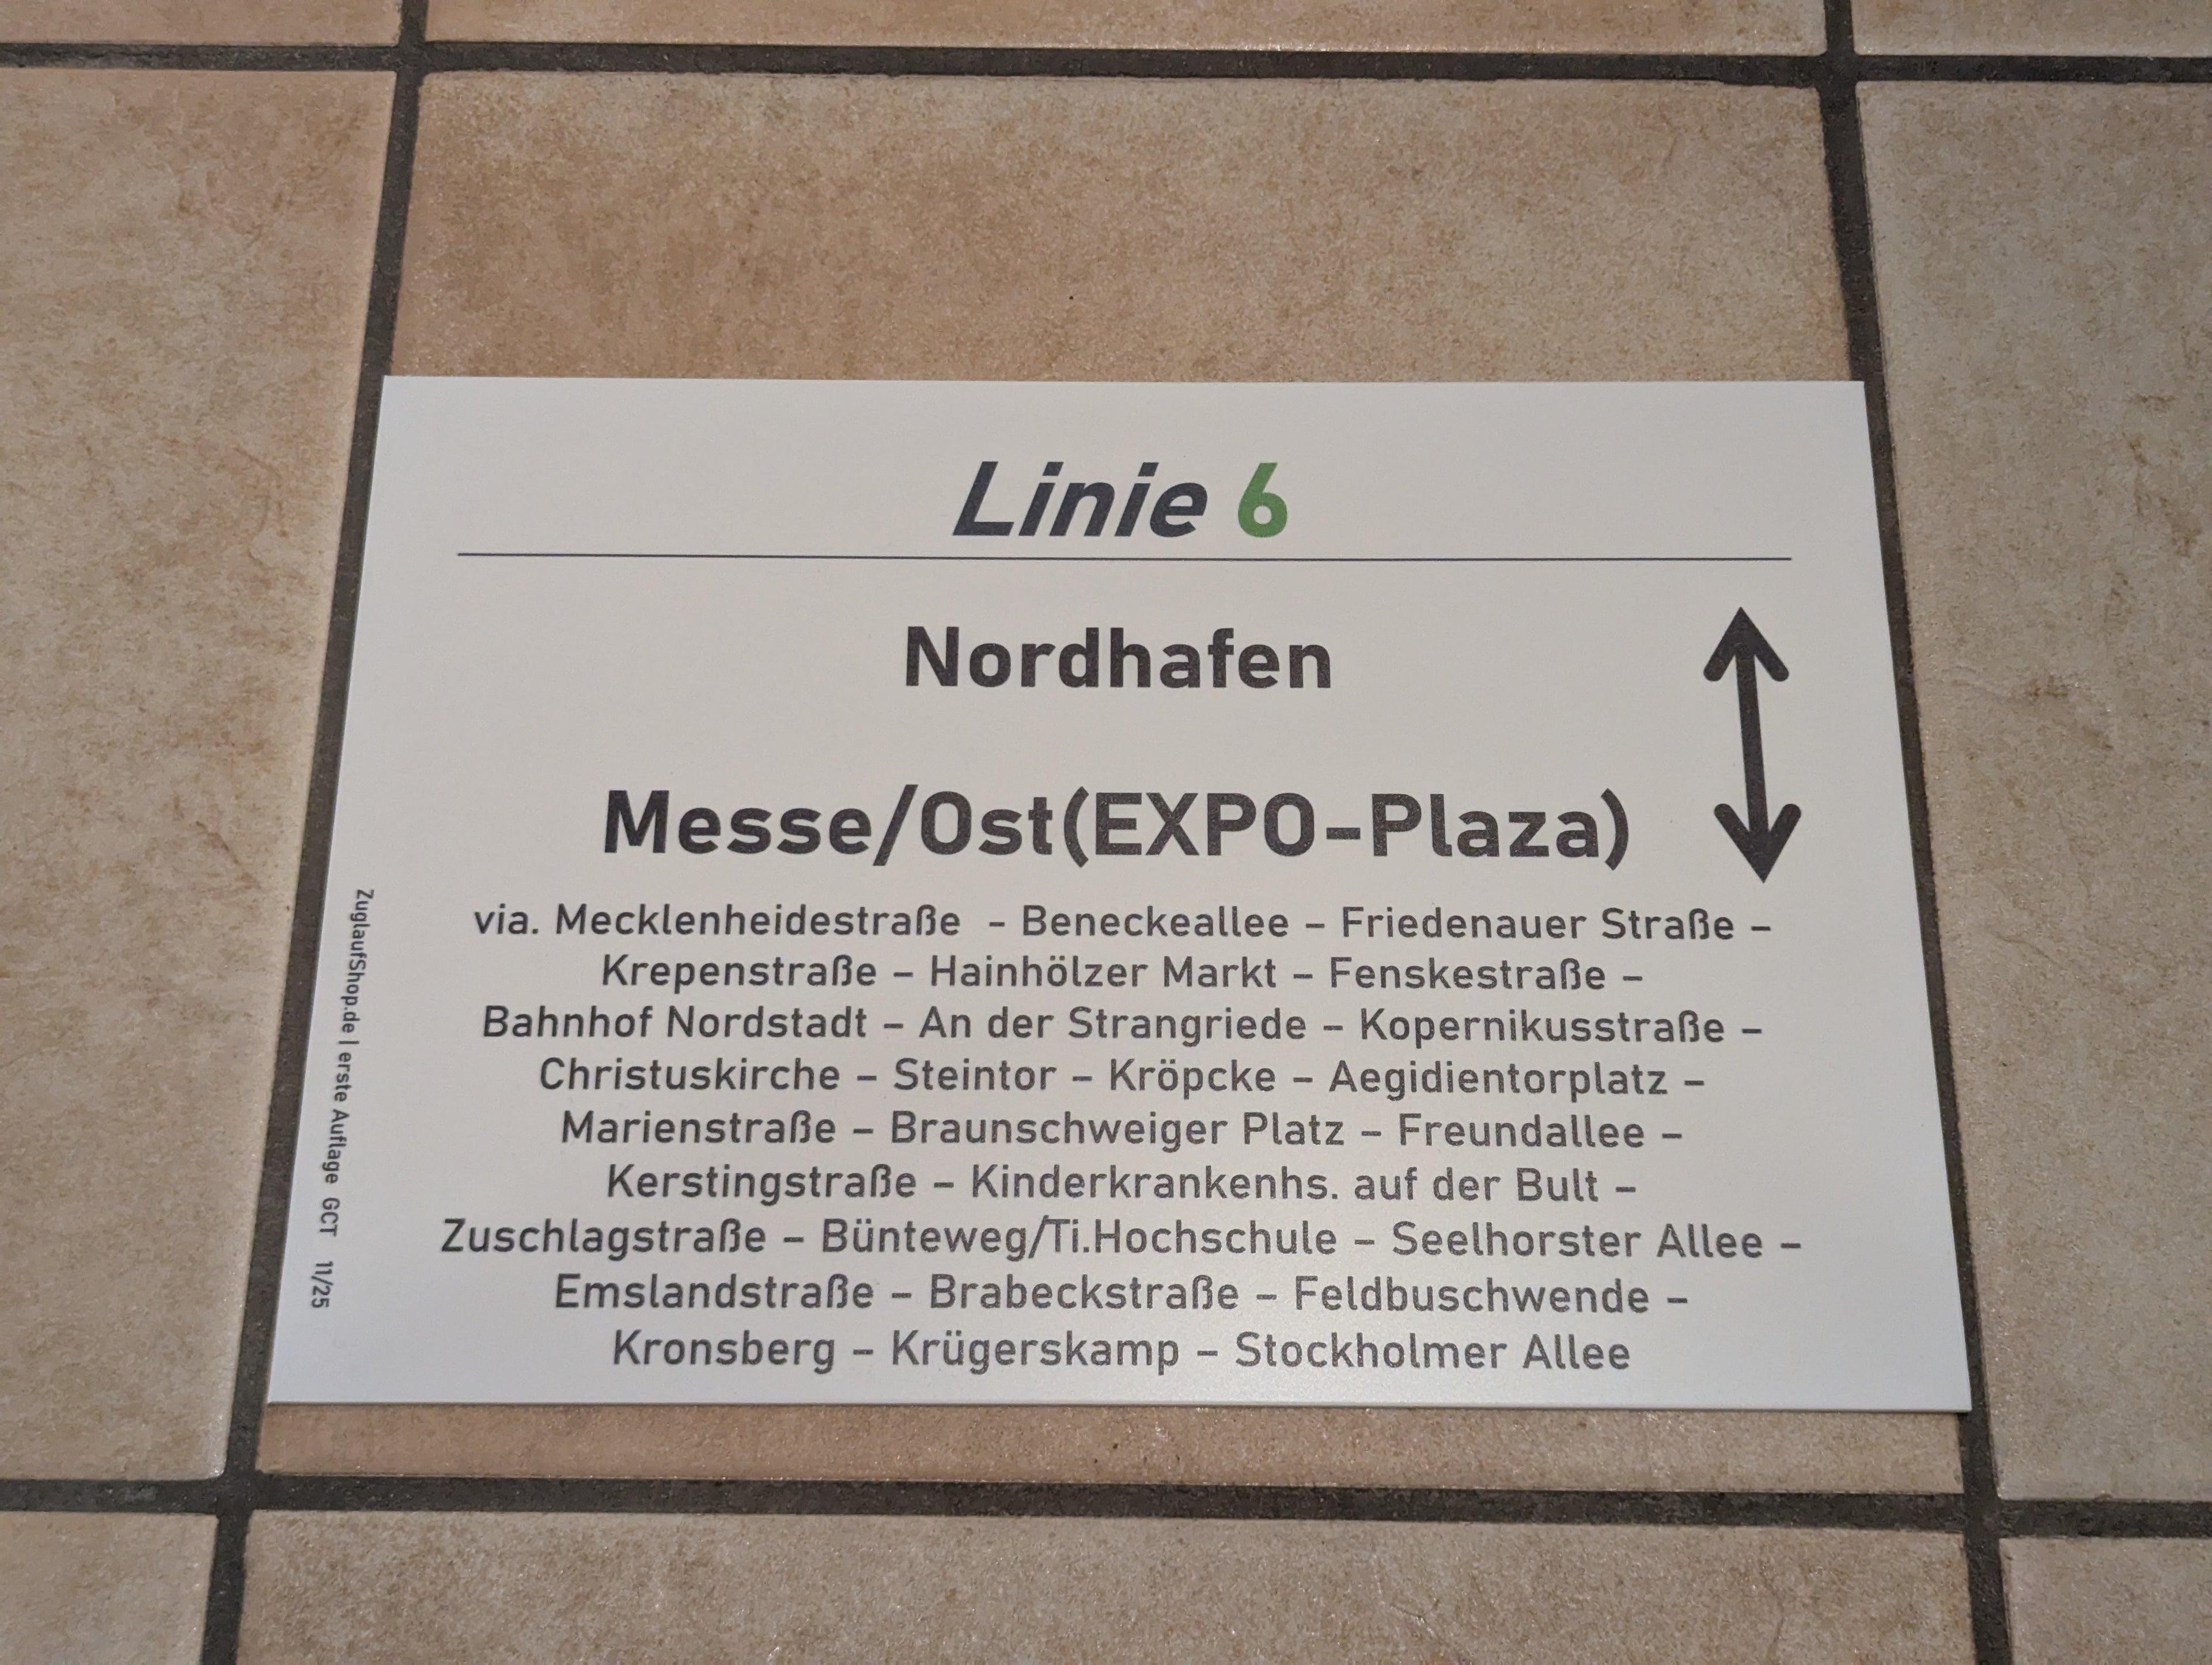 Linie 6
Nordhafen
Messe/Ost(EXPO-Plaza)
via. Mecklenheidestraße - Beneckeallee – Friedenauer Straße –
Krepenstraße – Hainhölzer Markt – Fenskestraße –
Bahnhof Nordstadt – An der Strangriede – Kopernikusstraße –
Christuskirche – Steintor – Kröpcke – Aegidientorplatz –
Marienstraße – Braunschweiger Platz – Freundallee –
Kerstingstraße – Kinderkrankenhs. auf der Bult –
Zuschlagstraße – Bünteweg/Ti.Hochschule – Seelhorster Allee –
Emslandstraße – Brabeckstraße – Feldbuschwende –
Kronsberg – Krügerskamp – Stockholmer Allee
ZuglaufShop.de | erste Auflage GCT 11/25